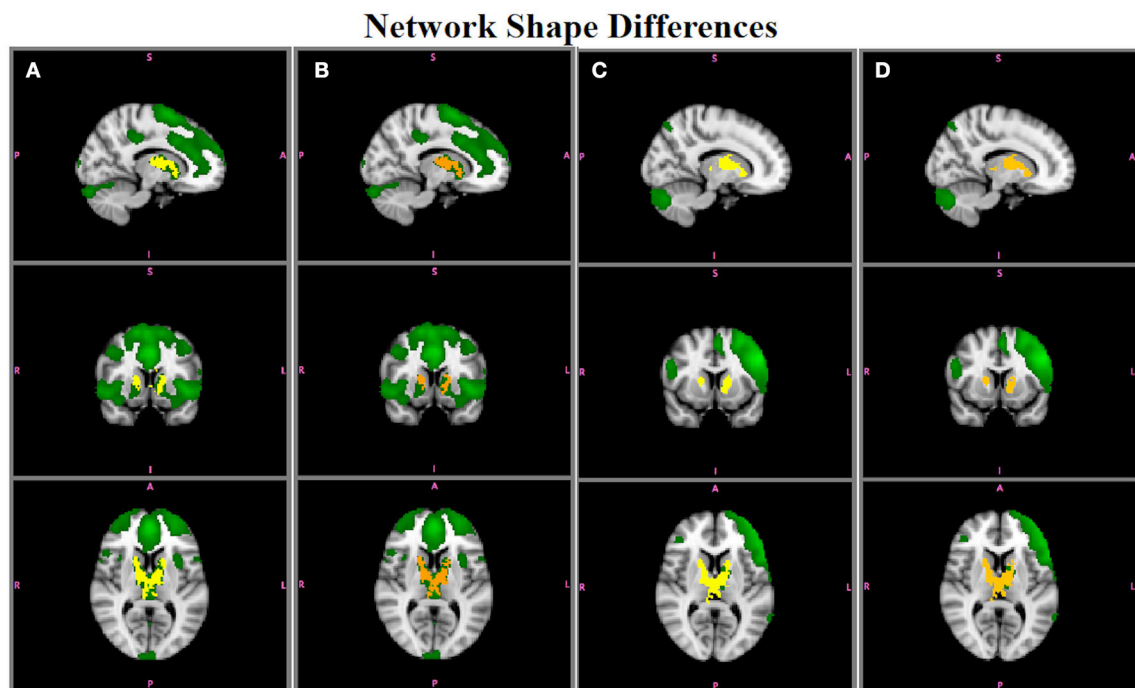 Network Shape Differences
A B C D
S S S S
P A P A P A P A
I I I I
S S S S
R L R L R L R L
I I I I
A A A A
R L R L R L R L
P P P P